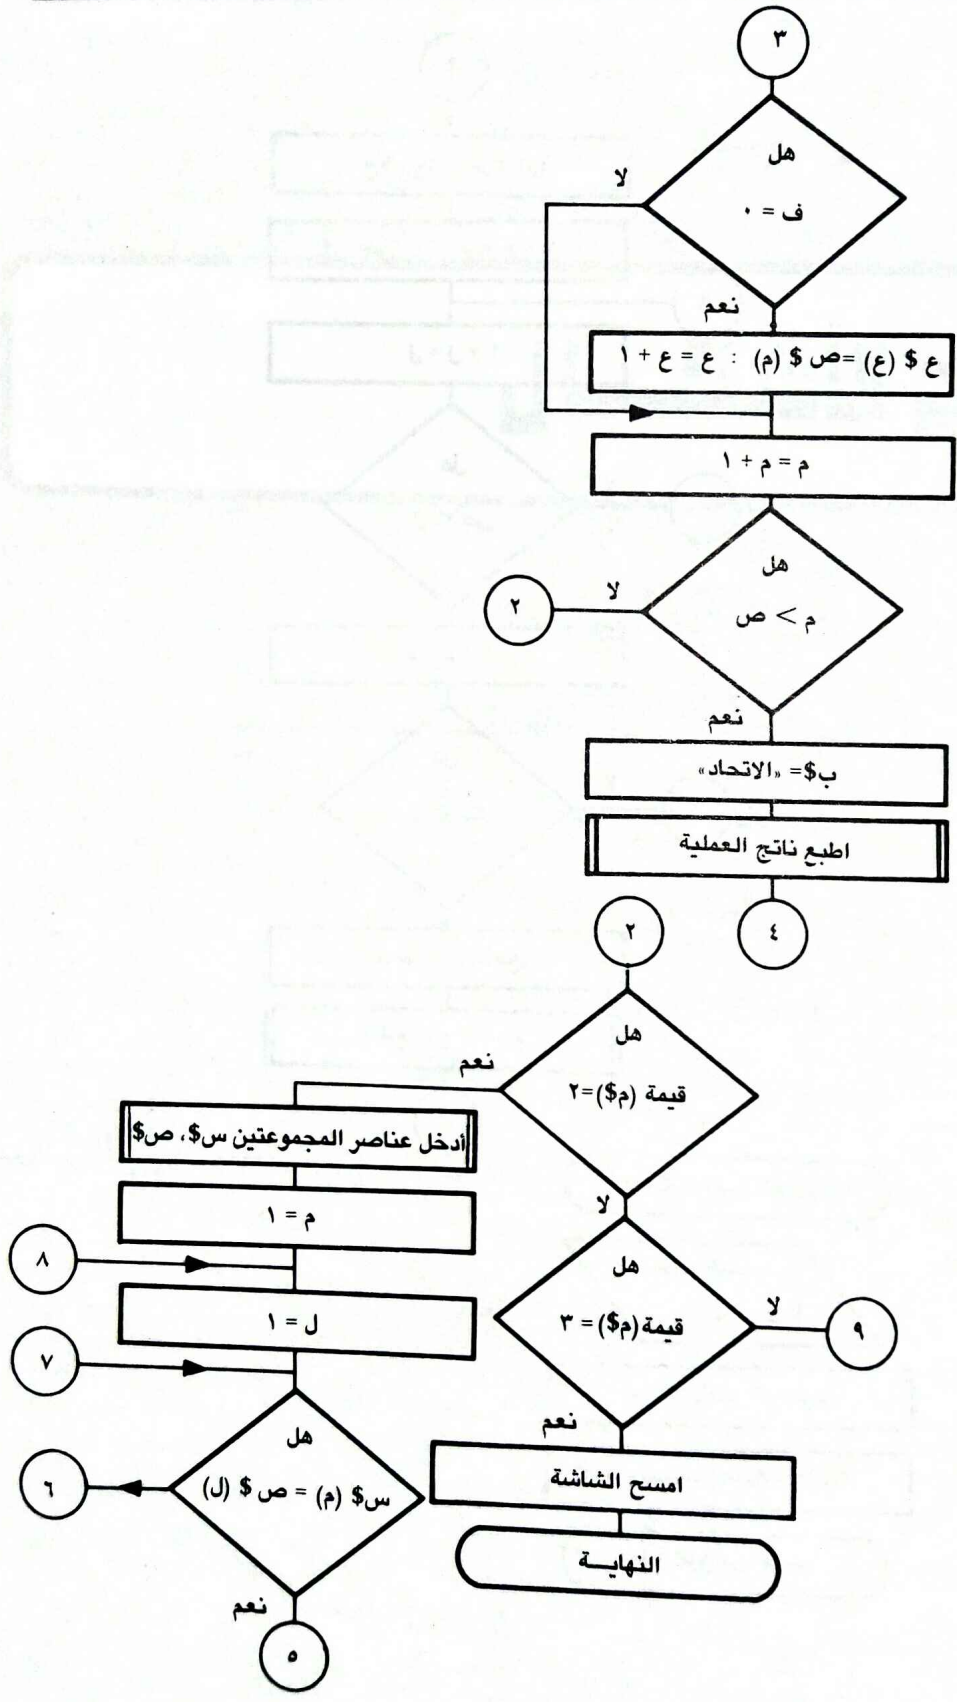 ٣
هل
ف = ٠
لا
نعم
ع $ (ع) =ص $ (م) : ع = ع + ١
م = م + ١
هل
م > ص
لا
٢
نعم
ب$= «الاتحاد»
اطبع ناتج العملية
٤
٢
هل
قيمة (م$)=٢
نعم
أدخل عناصر المجموعتين س$، ص$
م = ١
٨
ل = ١
٧
هل
س$ (م) = ص $ (ل)
٦
نعم
٥
لا
هل
قيمة (م$) = ٣
لا
٩
نعم
امسح الشاشة
النهايـــة